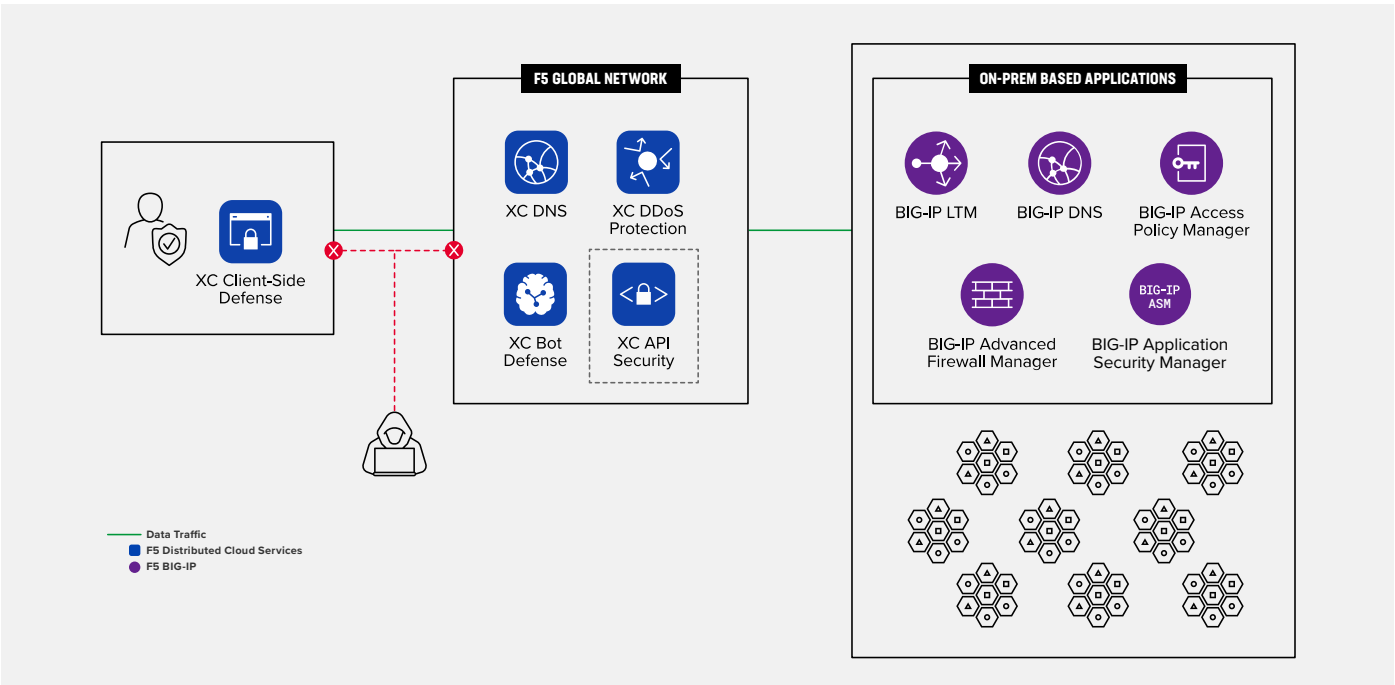 F5 GLOBAL NETWORK
ON-PREM BASED APPLICATIONS
XC Client-Side
Defense
XC DNS
XC DDoS
Protection
XC Bot
Defense
XC API
Security
BIG-IP LTM
BIG-IP DNS
BIG-IP Access
Policy Manager
BIG-IP Advanced
Firewall Manager
BIG-IP
ASM
BIG-IP Application
Security Manager
Data Traffic
F5 Distributed Cloud Services
F5 BIG-IP